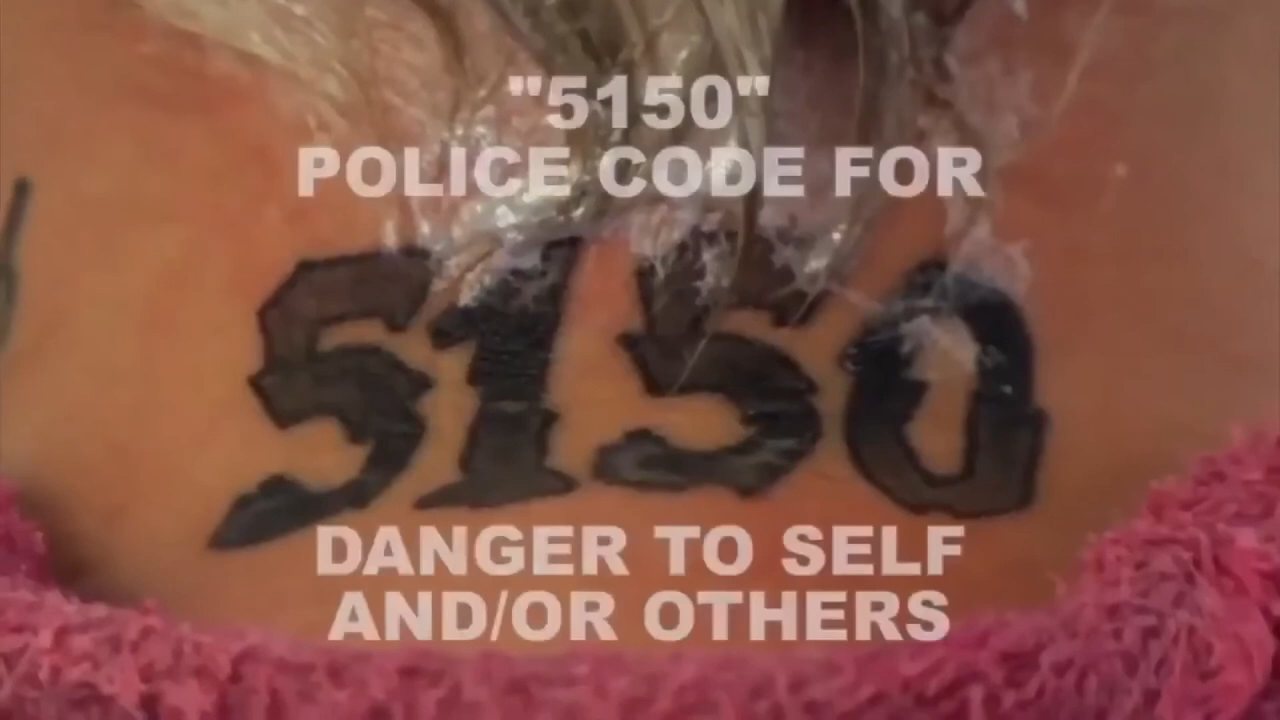 "5150"
POLICE CODE FOR
5150
DANGER TO SELF
AND/OR OTHERS